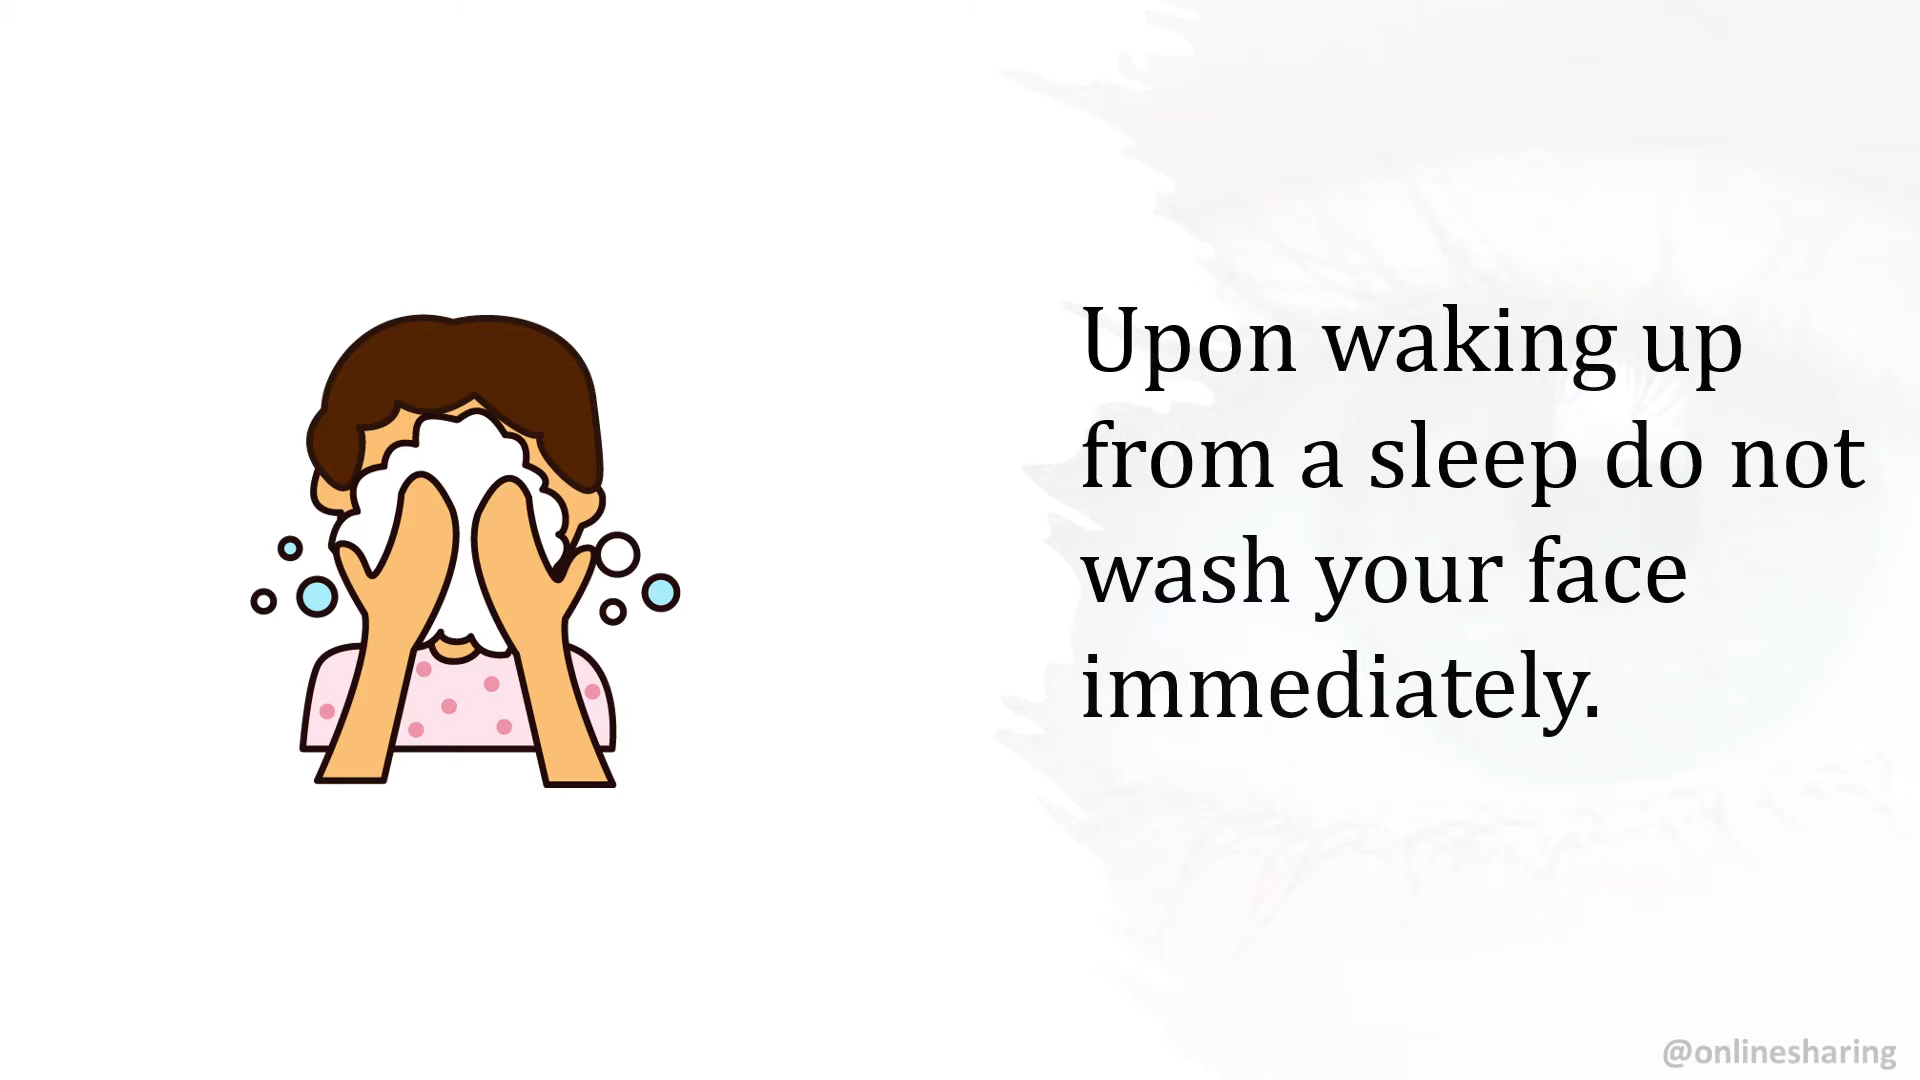 Upon waking up
from a sleep do not
wash your face
immediately.
@onlinesharing